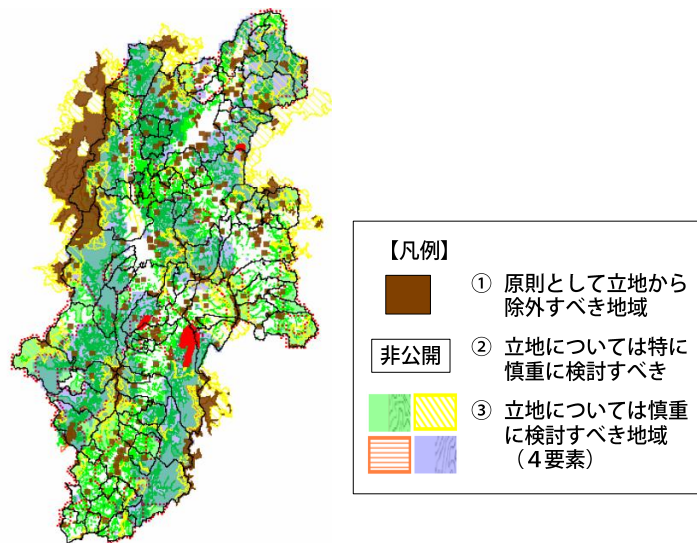 【凡例】
① 原則として立地から
除外すべき地域
非公開 ② 立地については特に
慎重に検討すべき
③ 立地については慎重
に検討すべき地域
（４要素）